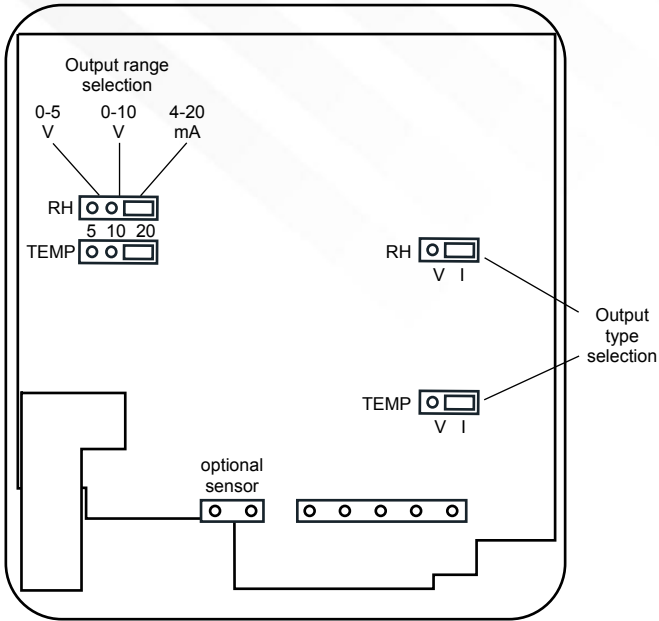 Output range
selection
0-5
V
0-10
V
4-20
mA
RH
5 10 20
TEMP
RH
V I
TEMP
V I
Output
type
selection
optional
sensor